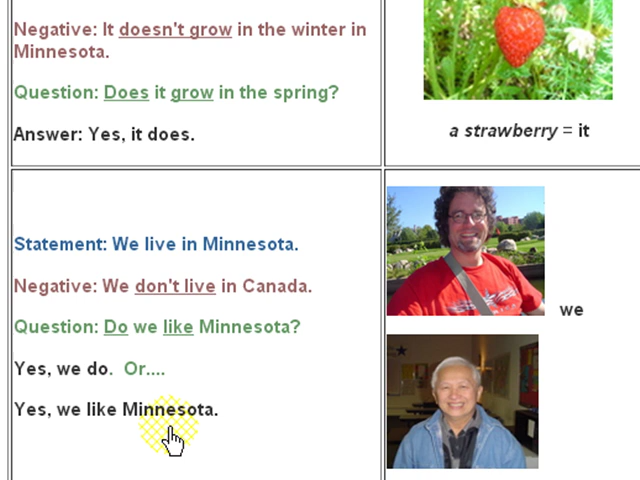 Negative: It doesn't grow in the winter in
Minnesota.
Question: Does it grow in the spring?
Answer: Yes, it does.
a strawberry = it
Statement: We live in Minnesota.
Negative: We don't live in Canada.
Question: Do we like Minnesota?
Yes, we do. Or....
Yes, we like Minnesota.
we